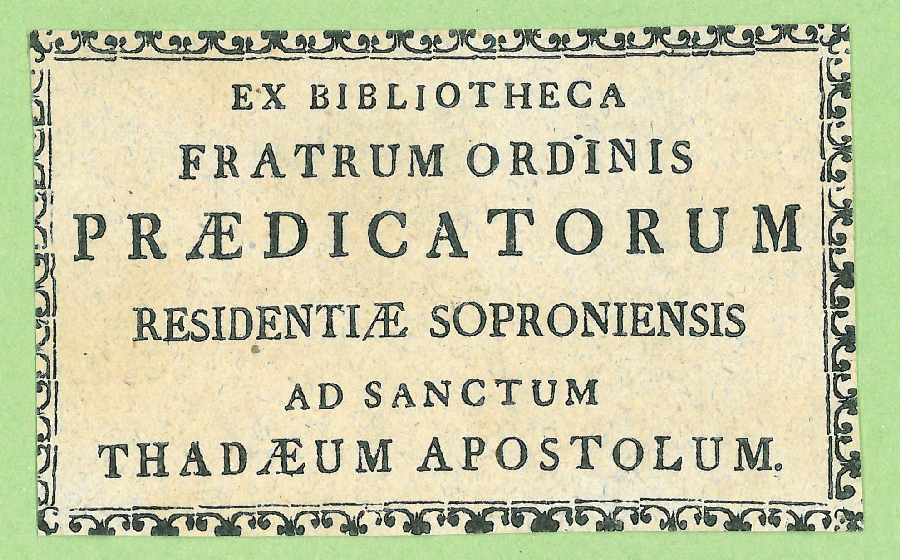 EX BIBLIOTHECA
FRATRUM ORDINIS
PRÆDICATORUM
RESIDENTIÆ SOPRONIENSIS
AD SANCTUM
THADÆUM APOSTOLUM.